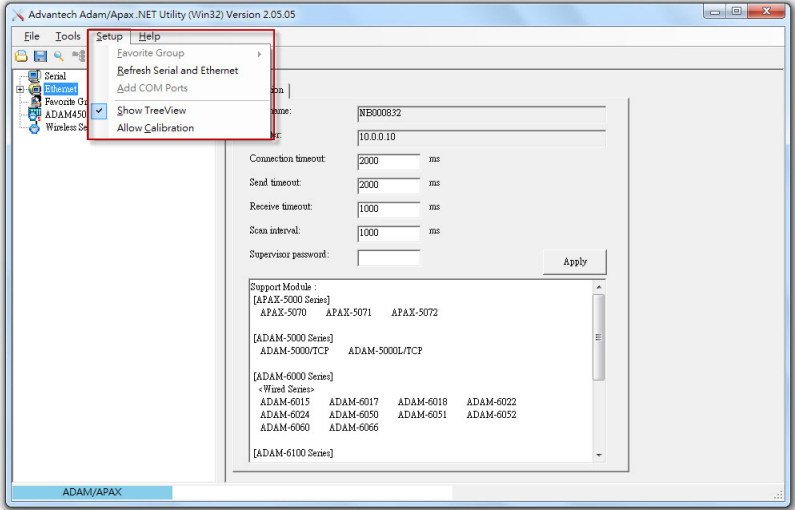 Advantech Adam/Apax .NET Utility (Win32) Version 2.05.05
File Tools Setup Help
Favorite Group
Refresh Serial and Ethernet
Add COM Ports
Show TreeView
Allow Calibration
Serial
Ethernet
Favorite
ADAM450
Wireless
NB000832
10.0.0.10
Connection timeout: 2000 ms
Send timeout: 2000 ms
Receive timeout: 1000 ms
Scan interval: 1000 ms
Supervisor password:
Apply
Support Module :
[APAX-5000 Series]
APAX-5070 APAX-5071 APAX-5072
[ADAM-5000 Series]
ADAM-5000/TCP ADAM-5000L/TCP
[ADAM-6000 Series]
<Wired Series>
ADAM-6015 ADAM-6017 ADAM-6018 ADAM-6022
ADAM-6024 ADAM-6050 ADAM-6051 ADAM-6052
ADAM-6060 ADAM-6066
[ADAM-6100 Series]
ADAM/APAX